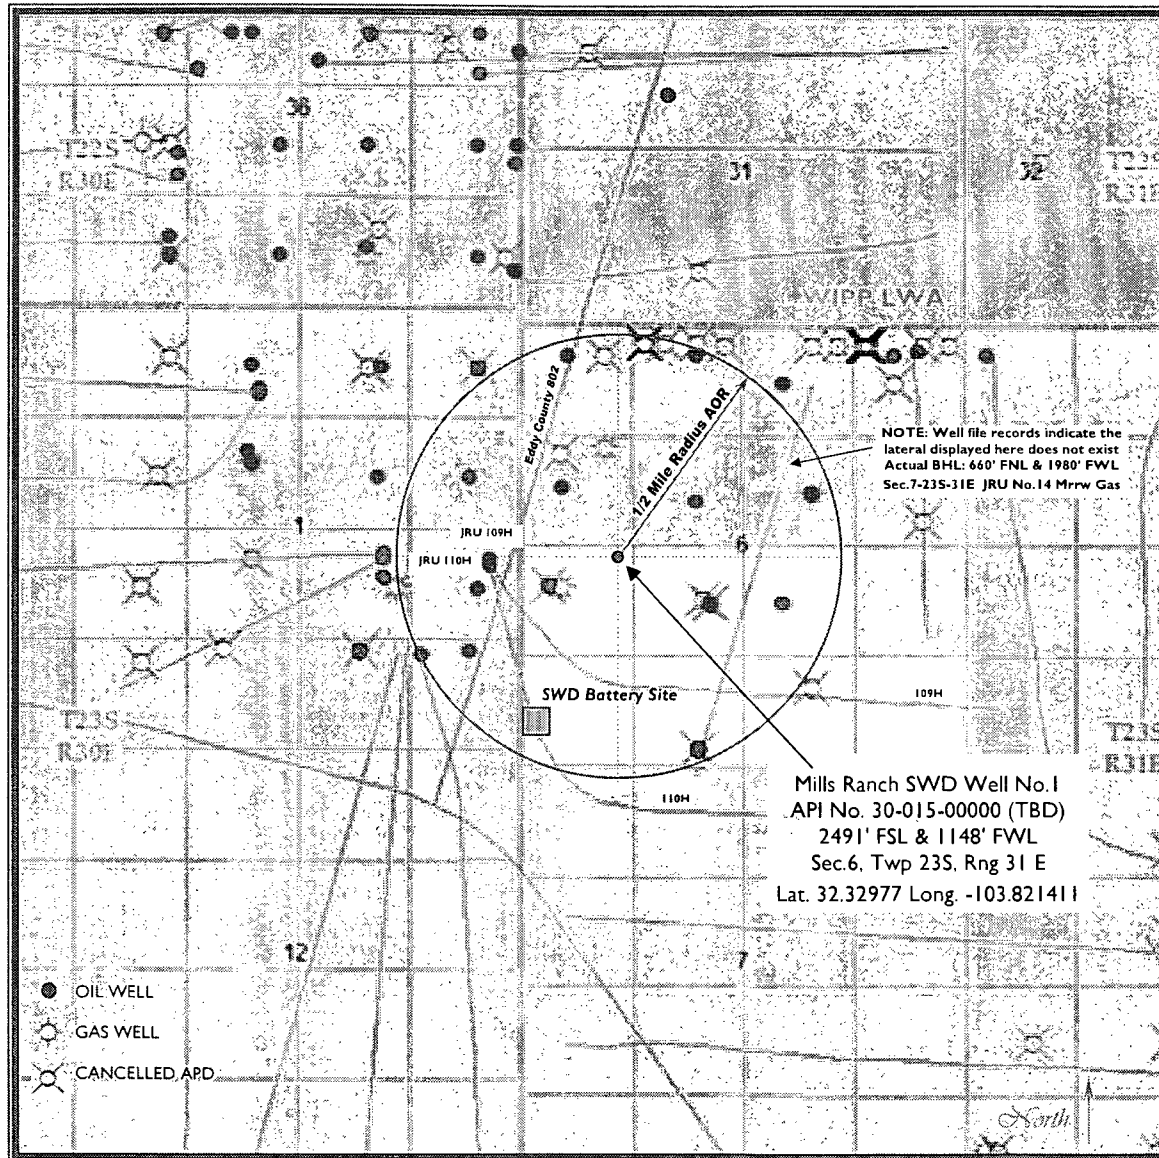 36
T22S
R30E
31
32
T22S
R31E
WIPP LWA
Eddy County 802
1/2 Mile Radius AOR
NOTE: Well file records indicate the
lateral displayed here does not exist
Actual BHL: 660' FNL & 1980' FWL
Sec.7-23S-31E JRU No.14 Mrrw Gas
1
JRU 109H
JRU 110H
6
SWD Battery Site
109H
T23S
R30E
T23S
R31E
110H
Mills Ranch SWD Well No.1
API No. 30-015-00000 (TBD)
2491' FSL & 1148' FWL
Sec.6, Twp 23S, Rng 31 E
Lat. 32.32977 Long. -103.821411
12
7
OIL WELL
GAS WELL
CANCELLED APD
North